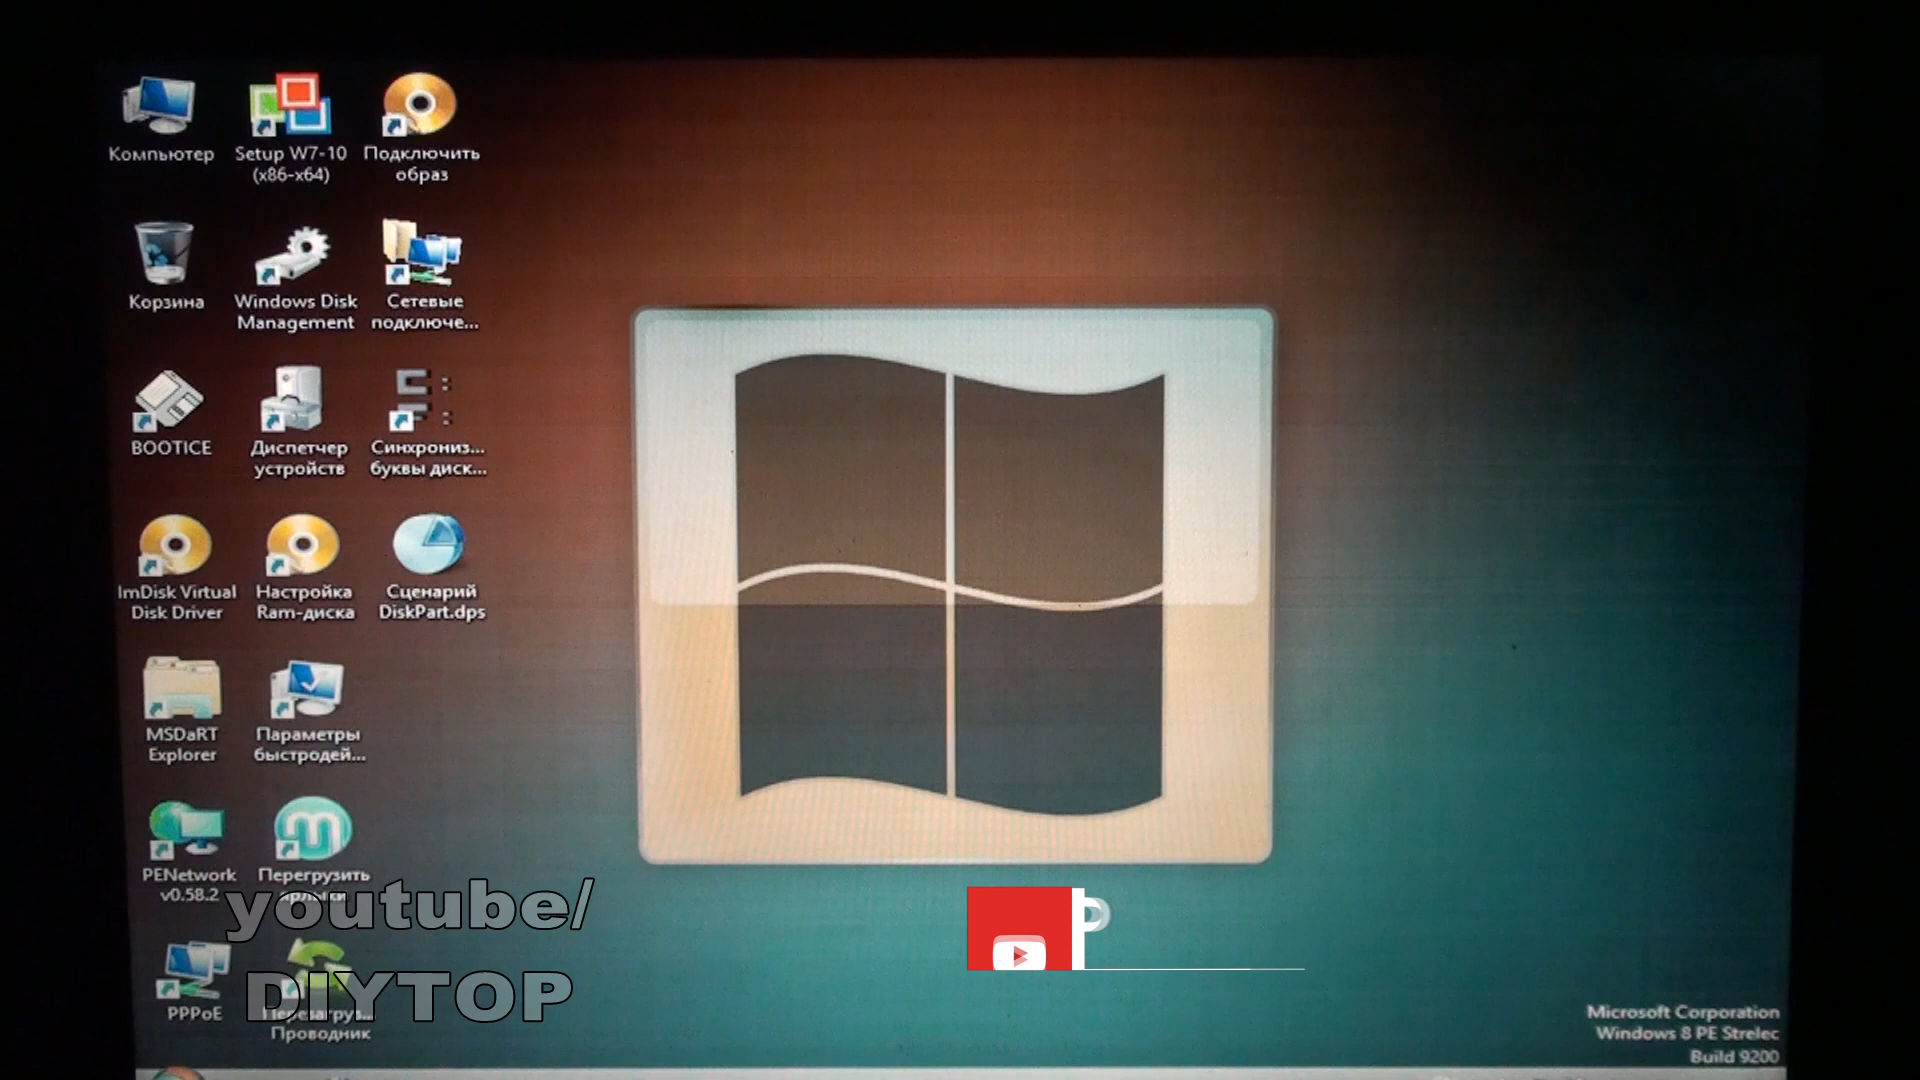 Компьютер
Setup W7-10
(x86-x64)
Подключить
образ
Корзина
Windows Disk
Management
Сетевые
подключе...
BOOTICE
Диспетчер
устройств
Синхрониз...
буквы диск...
ImDisk Virtual
Disk Driver
Настройка
Ram-диска
Сценарий
DiskPart.dps
MSDaRT
Explorer
Параметры
быстродей...
PENetwork
v0.58.2
Перегрузить
ярлыки
youtube/
DIYTOP
PPPoE
Перезагруз...
Проводник
Microsoft Corporation
Windows 8 PE Strelec
Build 9200